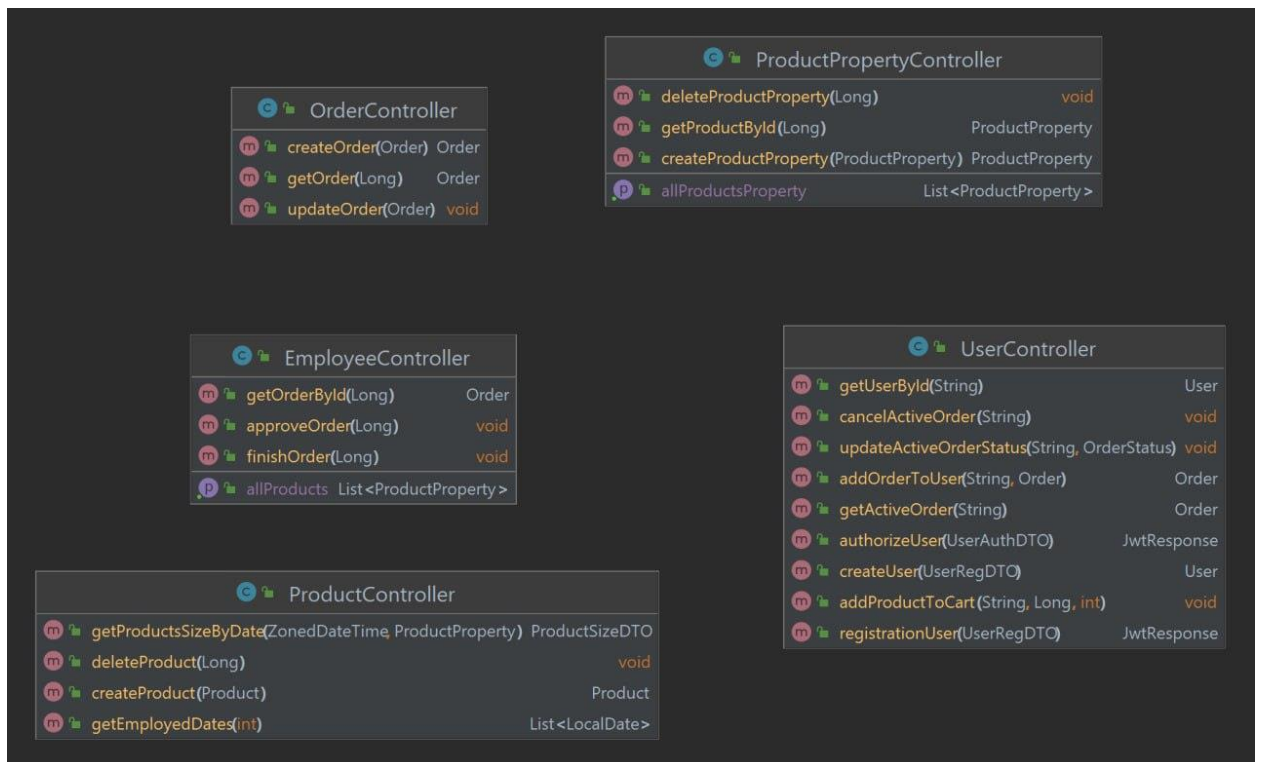 OrderController
createOrder(Order) Order
getOrder(Long) Order
updateOrder(Order) void
ProductPropertyController
deleteProductProperty(Long) void
getProductById(Long) ProductProperty
createProductProperty(ProductProperty) ProductProperty
allProductsProperty List<ProductProperty>
EmployeeController
getOrderById(Long) Order
approveOrder(Long) void
finishOrder(Long) void
allProducts List<ProductProperty>
UserController
getUserById(String) User
cancelActiveOrder(String) void
updateActiveOrderStatus(String, OrderStatus) void
addOrderToUser(String, Order) Order
getActiveOrder(String) Order
authorizeUser(UserAuthDTO) JwtResponse
createUser(UserRegDTO) User
addProductToCart(String, Long, int) void
registrationUser(UserRegDTO) JwtResponse
ProductController
getProductsSizeByDate(ZonedDateTime, ProductProperty) ProductSizeDTO
deleteProduct(Long) void
createProduct(Product) Product
getEmployedDates(int) List<LocalDate>